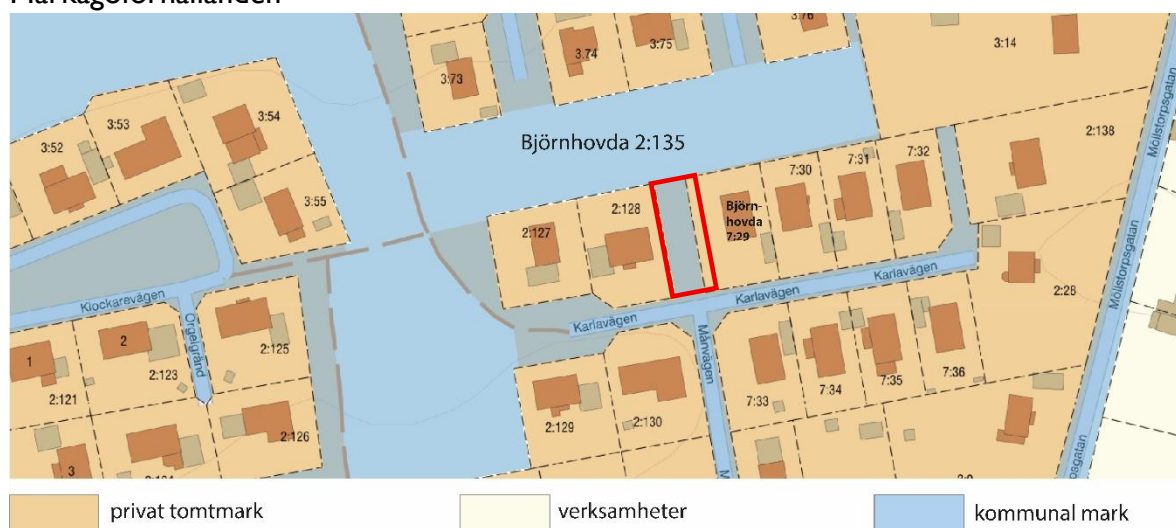 Markägoförhållanden
3:76
3:74
3:75
3:14
3:73
3:54
3:53
3:52
Björnhovda 2:135
2:138
Möllstorpsgatan
7:32
7:31
7:30
3:55
2:128
Björn-
hovda
7:29
2:127
Karlavägen
Karlavägen
Karlavägen
2:28
Möllstorpsgatan
Klockarevägen
Orgelgränd
Månvägen
2:125
1
2
2:123
2:121
7:33
7:34
7:35
7:36
2:129
2:130
2:126
3
privat tomtmark
verksamheter
kommunal mark